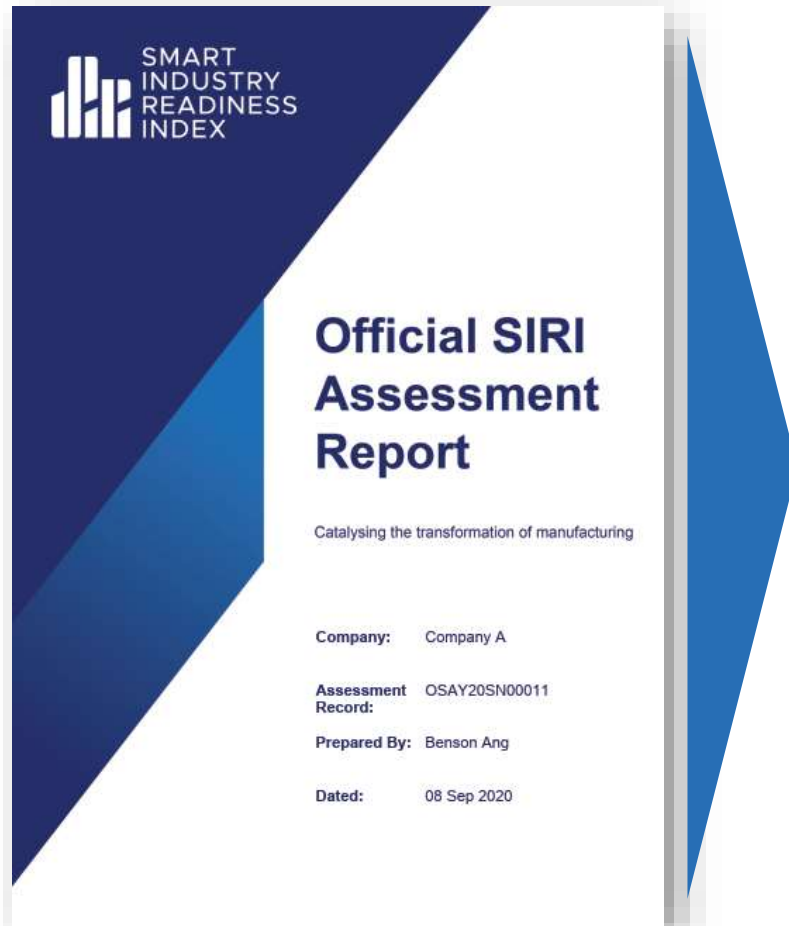 SMART
INDUSTRY
READINESS
INDEX
Official SIRI
Assessment
Report
Catalysing the transformation of manufacturing
Company: Company A
Assessment Record: OSAY20SN00011
Prepared By: Benson Ang
Dated: 08 Sep 2020